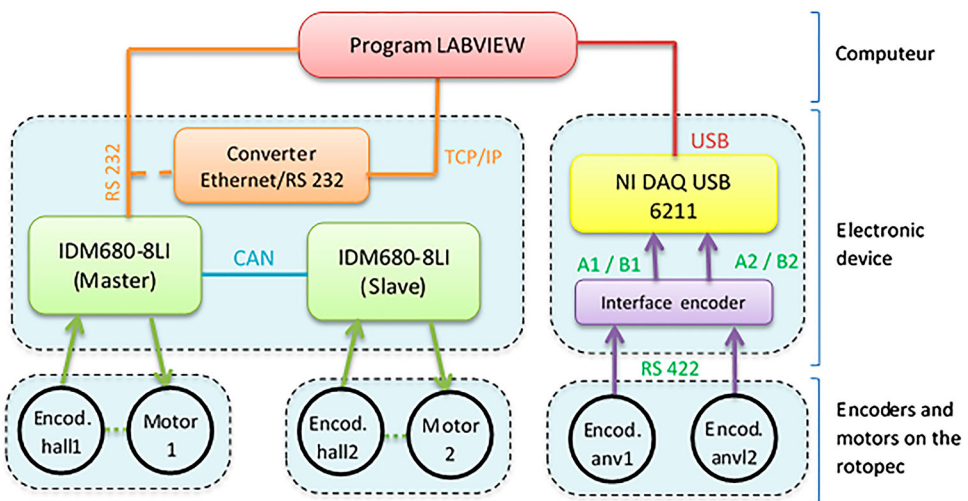 Program LABVIEW
Computeur
RS 232
Converter
Ethernet/RS 232
TCP/IP
USB
NI DAQ USB
6211
IDM680-8LI
(Master)
CAN
IDM680-8LI
(Slave)
A1 / B1
A2 / B2
Interface encoder
Electronic
device
RS 422
Encod.
hall1
Motor
1
Encod.
hall2
Motor
2
Encod.
anv1
Encod.
anvl2
Encoders and
motors on the
rotopec